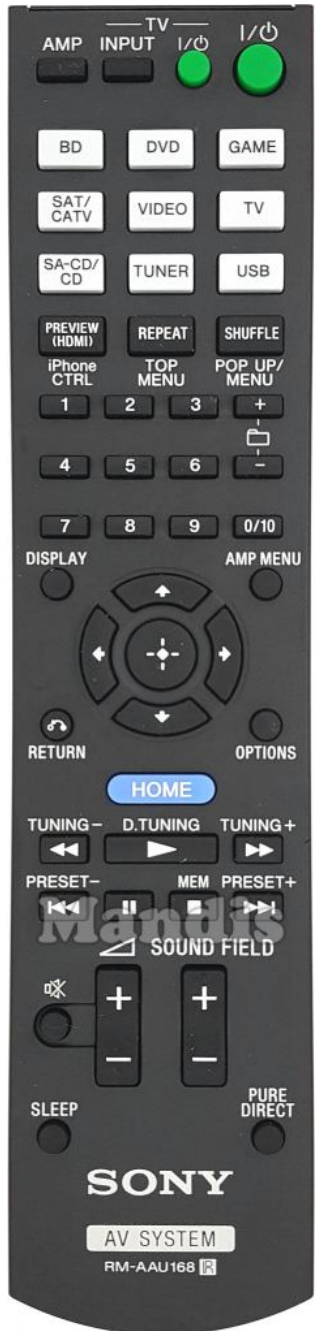 TV
AMP INPUT I/⏻ I/⏻
BD DVD GAME
SAT/
CATV VIDEO TV
SA-CD/
CD TUNER USB
PREVIEW
(HDMI) REPEAT SHUFFLE
iPhone
CTRL TOP
MENU POP UP/
MENU
1 2 3 +
4 5 6 −
7 8 9 0/10
DISPLAY AMP MENU
RETURN OPTIONS
HOME
TUNING− D.TUNING TUNING+
PRESET− MEM PRESET+
Mandis
SOUND FIELD
+ +
− −
SLEEP PURE
DIRECT
SONY
AV SYSTEM
RM-AAU168 R